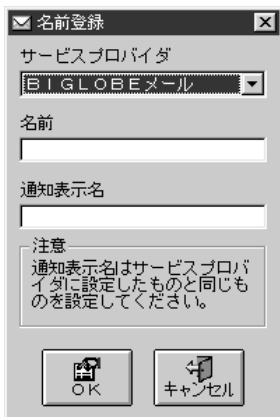 名前登録
サービスプロバイダ
ＢＩＧＬＯＢＥメール
名前
通知表示名
注意
通知表示名はサービスプロバ
イダに設定したものと同じも
のを設定してください。
ＯＫ
キャンセル